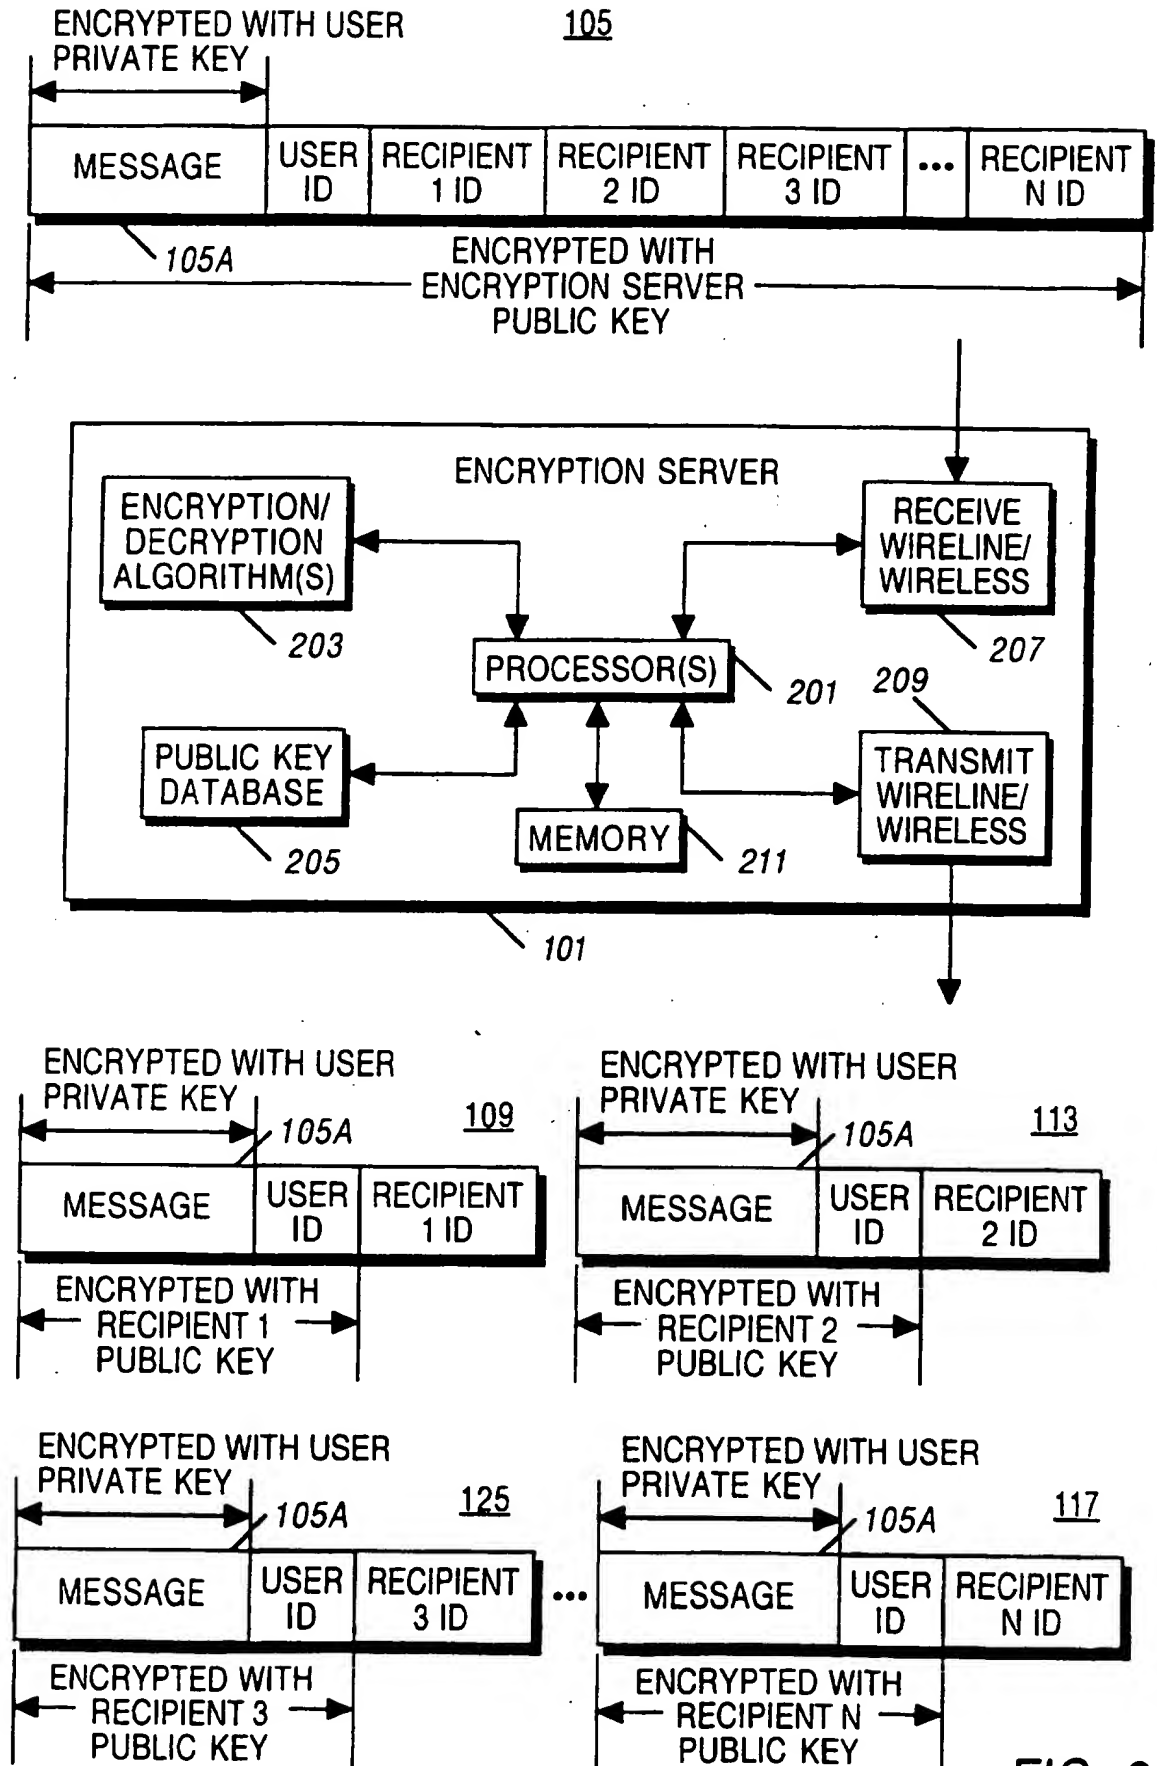 ENCRYPTED WITH USER
PRIVATE KEY
105
MESSAGE
USER
ID
RECIPIENT
1 ID
RECIPIENT
2 ID
RECIPIENT
3 ID
...
RECIPIENT
N ID
105A
ENCRYPTED WITH
ENCRYPTION SERVER
PUBLIC KEY
ENCRYPTION SERVER
ENCRYPTION/
DECRYPTION
ALGORITHM(S)
203
RECEIVE
WIRELINE/
WIRELESS
207
PROCESSOR(S)
201
209
PUBLIC KEY
DATABASE
205
MEMORY
211
TRANSMIT
WIRELINE/
WIRELESS
101
ENCRYPTED WITH USER
PRIVATE KEY
105A
109
MESSAGE
USER
ID
RECIPIENT
1 ID
ENCRYPTED WITH
RECIPIENT 1
PUBLIC KEY
ENCRYPTED WITH USER
PRIVATE KEY
105A
113
MESSAGE
USER
ID
RECIPIENT
2 ID
ENCRYPTED WITH
RECIPIENT 2
PUBLIC KEY
ENCRYPTED WITH USER
PRIVATE KEY
105A
125
MESSAGE
USER
ID
RECIPIENT
3 ID
ENCRYPTED WITH
RECIPIENT 3
PUBLIC KEY
...
ENCRYPTED WITH USER
PRIVATE KEY
105A
117
MESSAGE
USER
ID
RECIPIENT
N ID
ENCRYPTED WITH
RECIPIENT N
PUBLIC KEY
FIG.